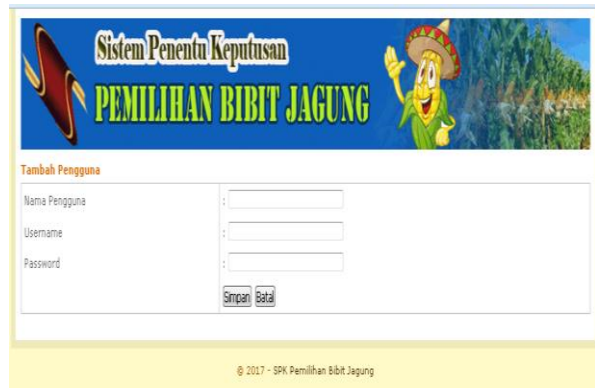 Sistem Penentu Keputusan
PEMILIHAN BIBIT JAGUNG
Tambah Pengguna
Nama Pengguna :
Username :
Password :
Simpan Batal
© 2017 - SPK Pemilihan Bibit Jagung